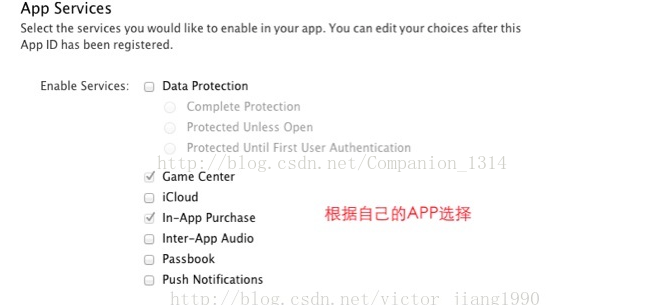 App Services
Select the services you would like to enable in your app. You can edit your choices after this
App ID has been registered.
Enable Services: Data Protection
Complete Protection
Protected Unless Open
Protected Until First User Authentication
http://blog.csdn.net/Companion_1314
Game Center
iCloud
In-App Purchase
根据自己的APP选择
Inter-App Audio
Passbook
Push Notifications
http://blog.csdn.net/victor_jiang1990